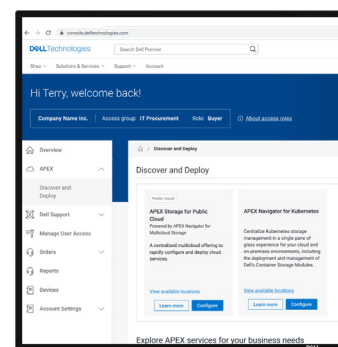 console.delltechnologies.com
DELLTechnologies
Search Dell Premier
Shop
Solutions & Services
Support
Account
Hi Terry, welcome back!
Company Name Inc.
Access group: IT Procurement
Role: Buyer
About access roles
Overview
APEX
Discover and
Deploy
Dell Support
Manage User Access
Orders
Reports
Devices
Account Settings
/ Discover and Deploy
Discover and Deploy
Public cloud
APEX Storage for Public
Cloud
Powered by APEX Navigator for
Multicloud Storage
A centralized multicloud offering to
rapidly configure and deploy cloud
services.
View available locations
Learn more
Configure
APEX Navigator for Kubernetes
Centralize Kubernetes storage
management in a single pane of
glass experience for your cloud and
on-premises environments, including
the deployment and management of
Dell's Container Storage Modules.
View available locations
Learn more
Configure
Explore APEX services for your business needs
DELL